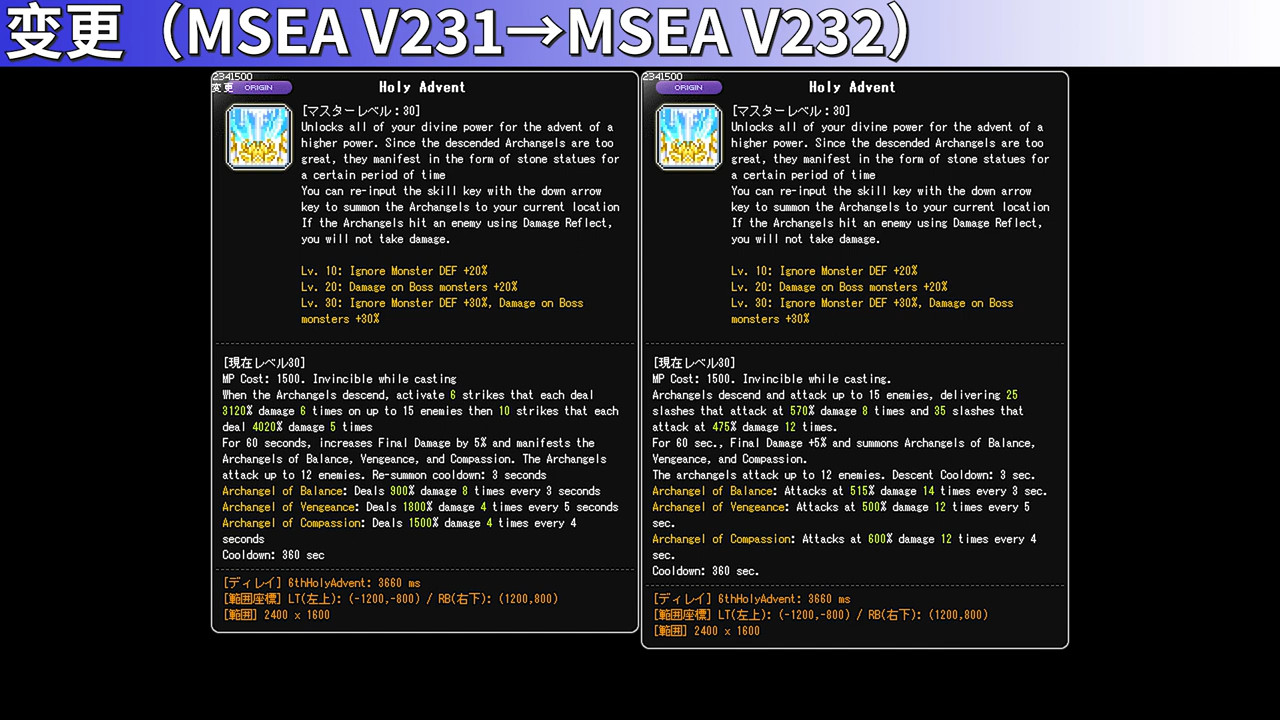 変更（MSEA V231→MSEA V232）
2341500
変更
ORIGIN
Holy Advent
[マスターレベル：30]
Unlocks all of your divine power for the advent of a
higher power. Since the descended Archangels are too
great, they manifest in the form of stone statues for
a certain period of time
You can re-input the skill key with the down arrow
key to summon the Archangels to your current location
If the Archangels hit an enemy using Damage Reflect,
you will not take damage.
Lv. 10: Ignore Monster DEF +20%
Lv. 20: Damage on Boss monsters +20%
Lv. 30: Ignore Monster DEF +30%, Damage on Boss
monsters +30%
[現在レベル30]
MP Cost: 1500. Invincible while casting
When the Archangels descend, activate 6 strikes that each deal
3120% damage 6 times on up to 15 enemies then 10 strikes that each
deal 4020% damage 5 times
For 60 seconds, increases Final Damage by 5% and manifests the
Archangels of Balance, Vengeance, and Compassion. The Archangels
attack up to 12 enemies. Re-summon cooldown: 3 seconds
Archangel of Balance: Deals 900% damage 8 times every 3 seconds
Archangel of Vengeance: Deals 1800% damage 4 times every 5 seconds
Archangel of Compassion: Deals 1500% damage 4 times every 4
seconds
Cooldown: 360 sec
[ディレイ] 6thHolyAdvent: 3660 ms
[範囲座標] LT(左上): (-1200,-800) / RB(右下): (1200,800)
[範囲] 2400 x 1600
2341500
ORIGIN
Holy Advent
[マスターレベル：30]
Unlocks all of your divine power for the advent of a
higher power. Since the descended Archangels are too
great, they manifest in the form of stone statues for
a certain period of time
You can re-input the skill key with the down arrow
key to summon the Archangels to your current location
If the Archangels hit an enemy using Damage Reflect,
you will not take damage.
Lv. 10: Ignore Monster DEF +20%
Lv. 20: Damage on Boss monsters +20%
Lv. 30: Ignore Monster DEF +30%, Damage on Boss
monsters +30%
[現在レベル30]
MP Cost: 1500. Invincible while casting.
Archangels descend and attack up to 15 enemies, delivering 25
slashes that attack at 570% damage 8 times and 35 slashes that
attack at 475% damage 12 times.
For 60 sec., Final Damage +5% and summons Archangels of Balance,
Vengeance, and Compassion.
The archangels attack up to 12 enemies. Descent Cooldown: 3 sec.
Archangel of Balance: Attacks at 515% damage 14 times every 3 sec.
Archangel of Vengeance: Attacks at 500% damage 12 times every 5
sec.
Archangel of Compassion: Attacks at 600% damage 12 times every 4
sec.
Cooldown: 360 sec.
[ディレイ] 6thHolyAdvent: 3660 ms
[範囲座標] LT(左上): (-1200,-800) / RB(右下): (1200,800)
[範囲] 2400 x 1600